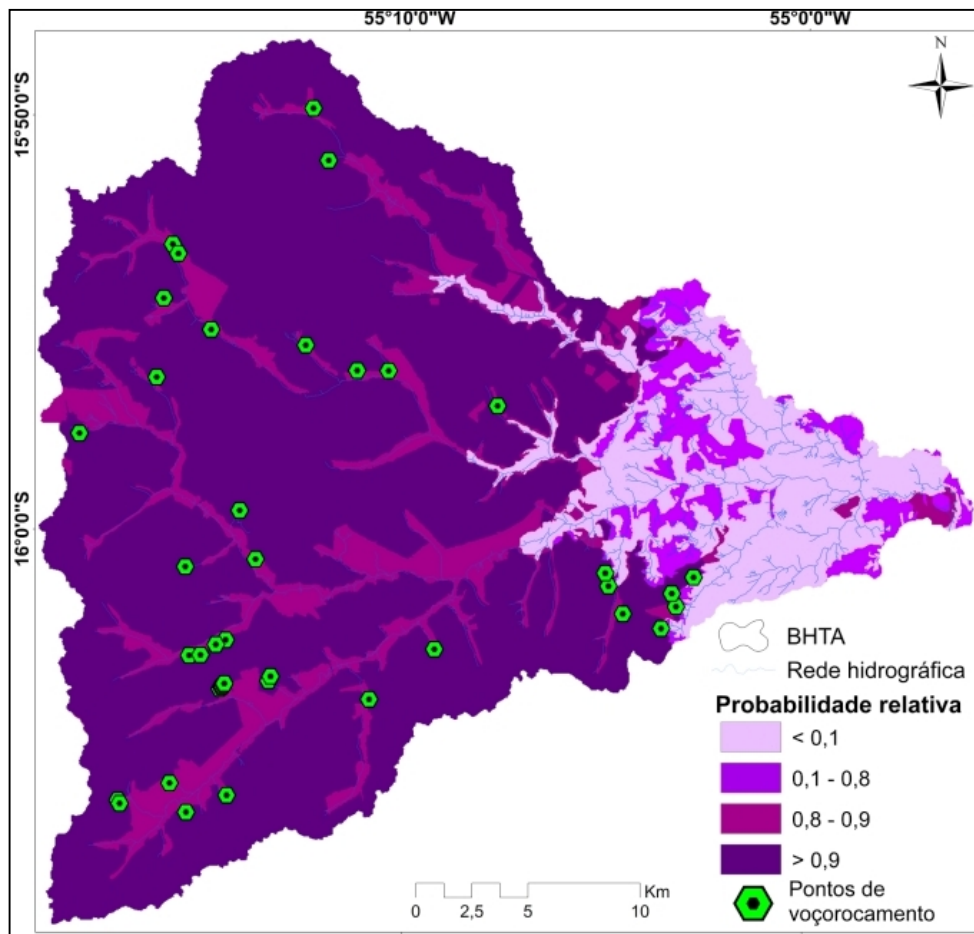 55°10'0"W 55°0'0"W
N
15°50'0"S
16°0'0"S
BHTA
Rede hidrográfica
Probabilidade relativa
< 0,1
0,1 - 0,8
0,8 - 0,9
> 0,9
Pontos de
voçorocamento
Km
0 2,5 5 10